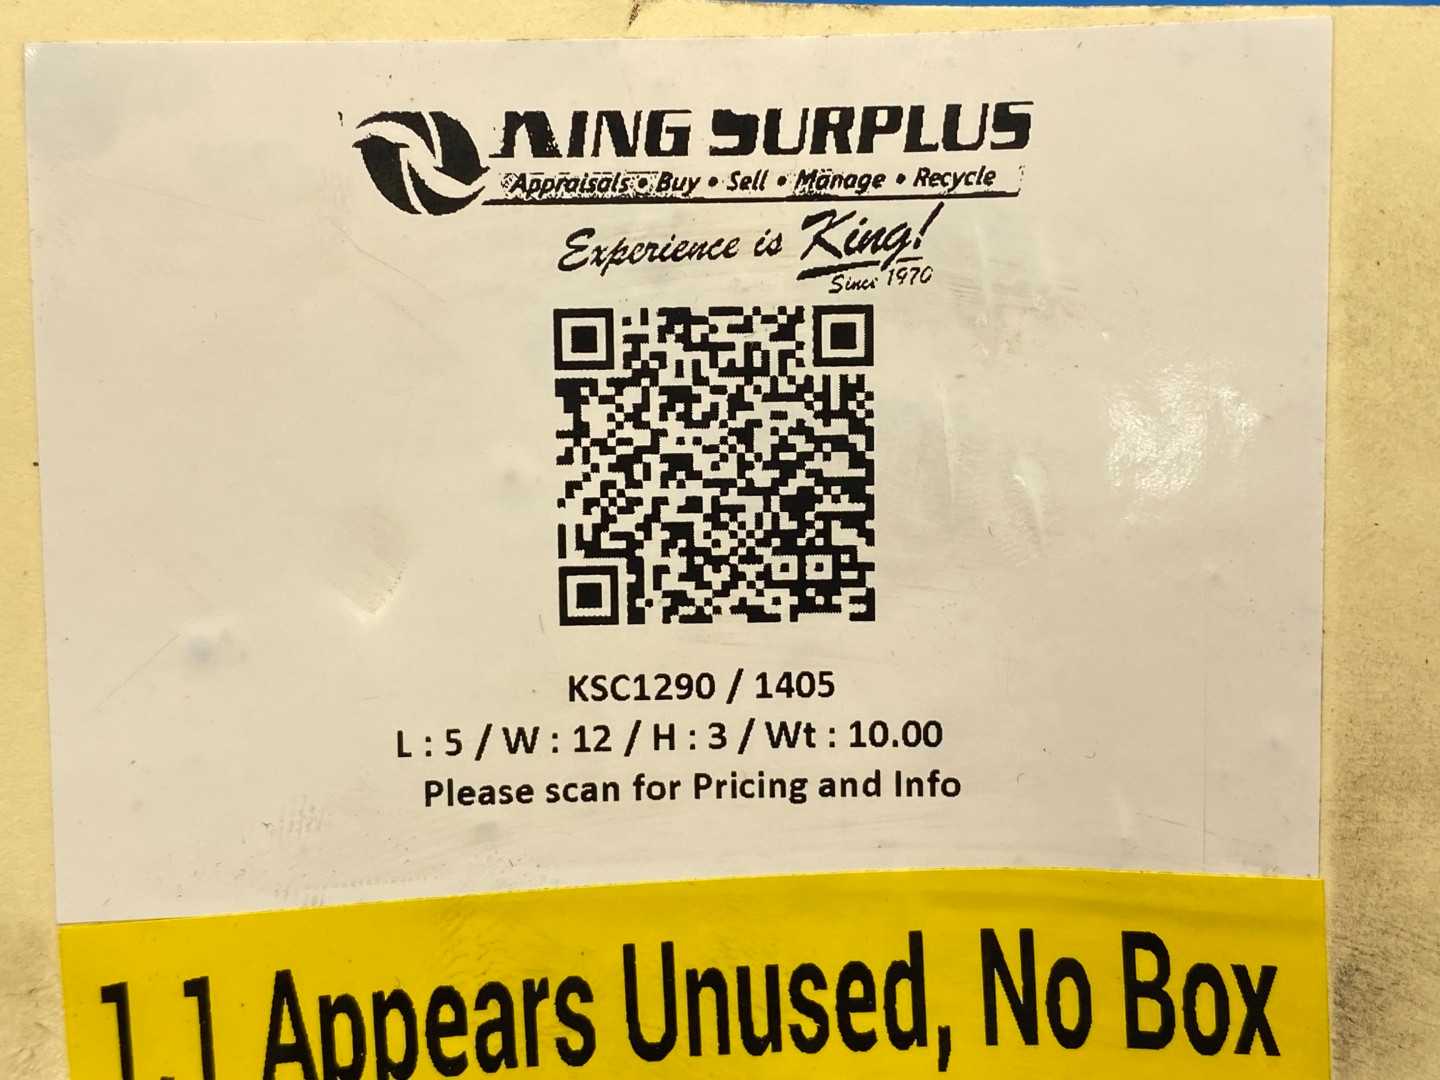 KING SURPLUS
Appraisals • Buy • Sell • Manage • Recycle
Experience is King!
Since 1970
KSC1290 / 1405
L : 5 / W : 12 / H : 3 / Wt : 10.00
Please scan for Pricing and Info
1.1 Appears Unused, No Box